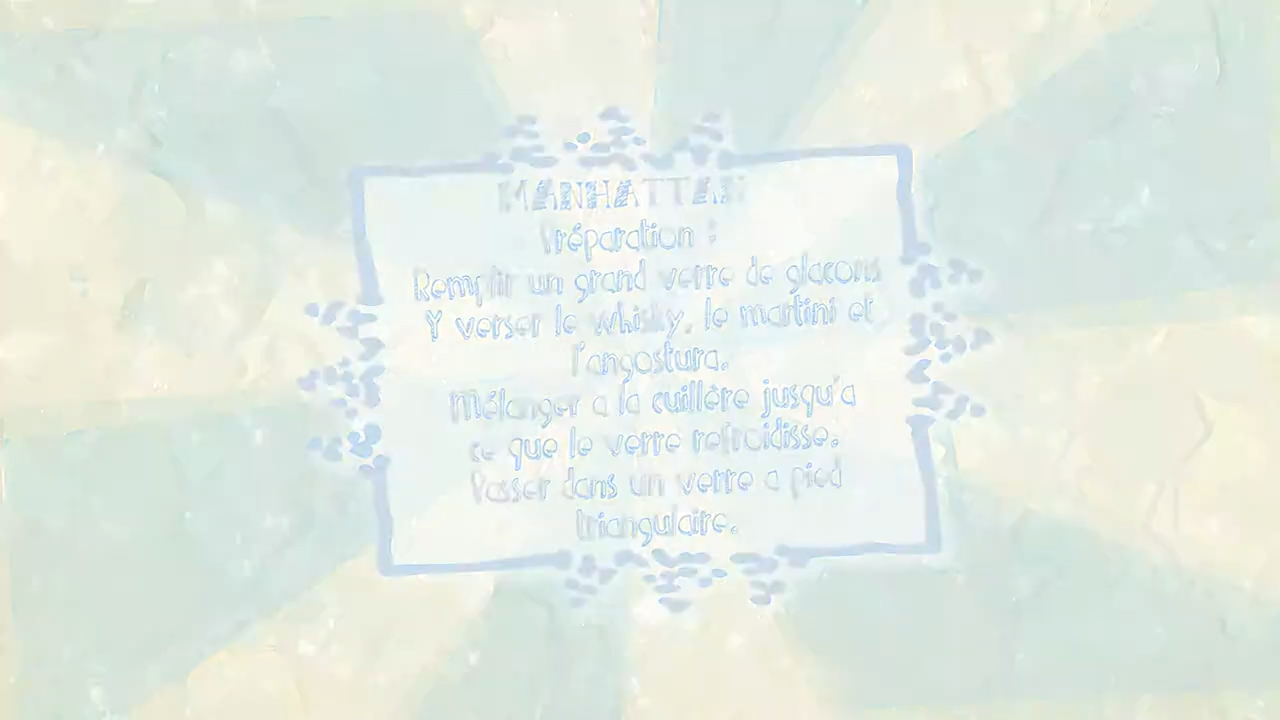 MANHATTAN
Préparation :
Remplir un grand verre de glacons
Y verser le whisky, le martini et
l'angostura.
Mélanger a la cuillère jusqu'a
ce que le verre refroidisse.
Passer dans un verre a pied
triangulaire.